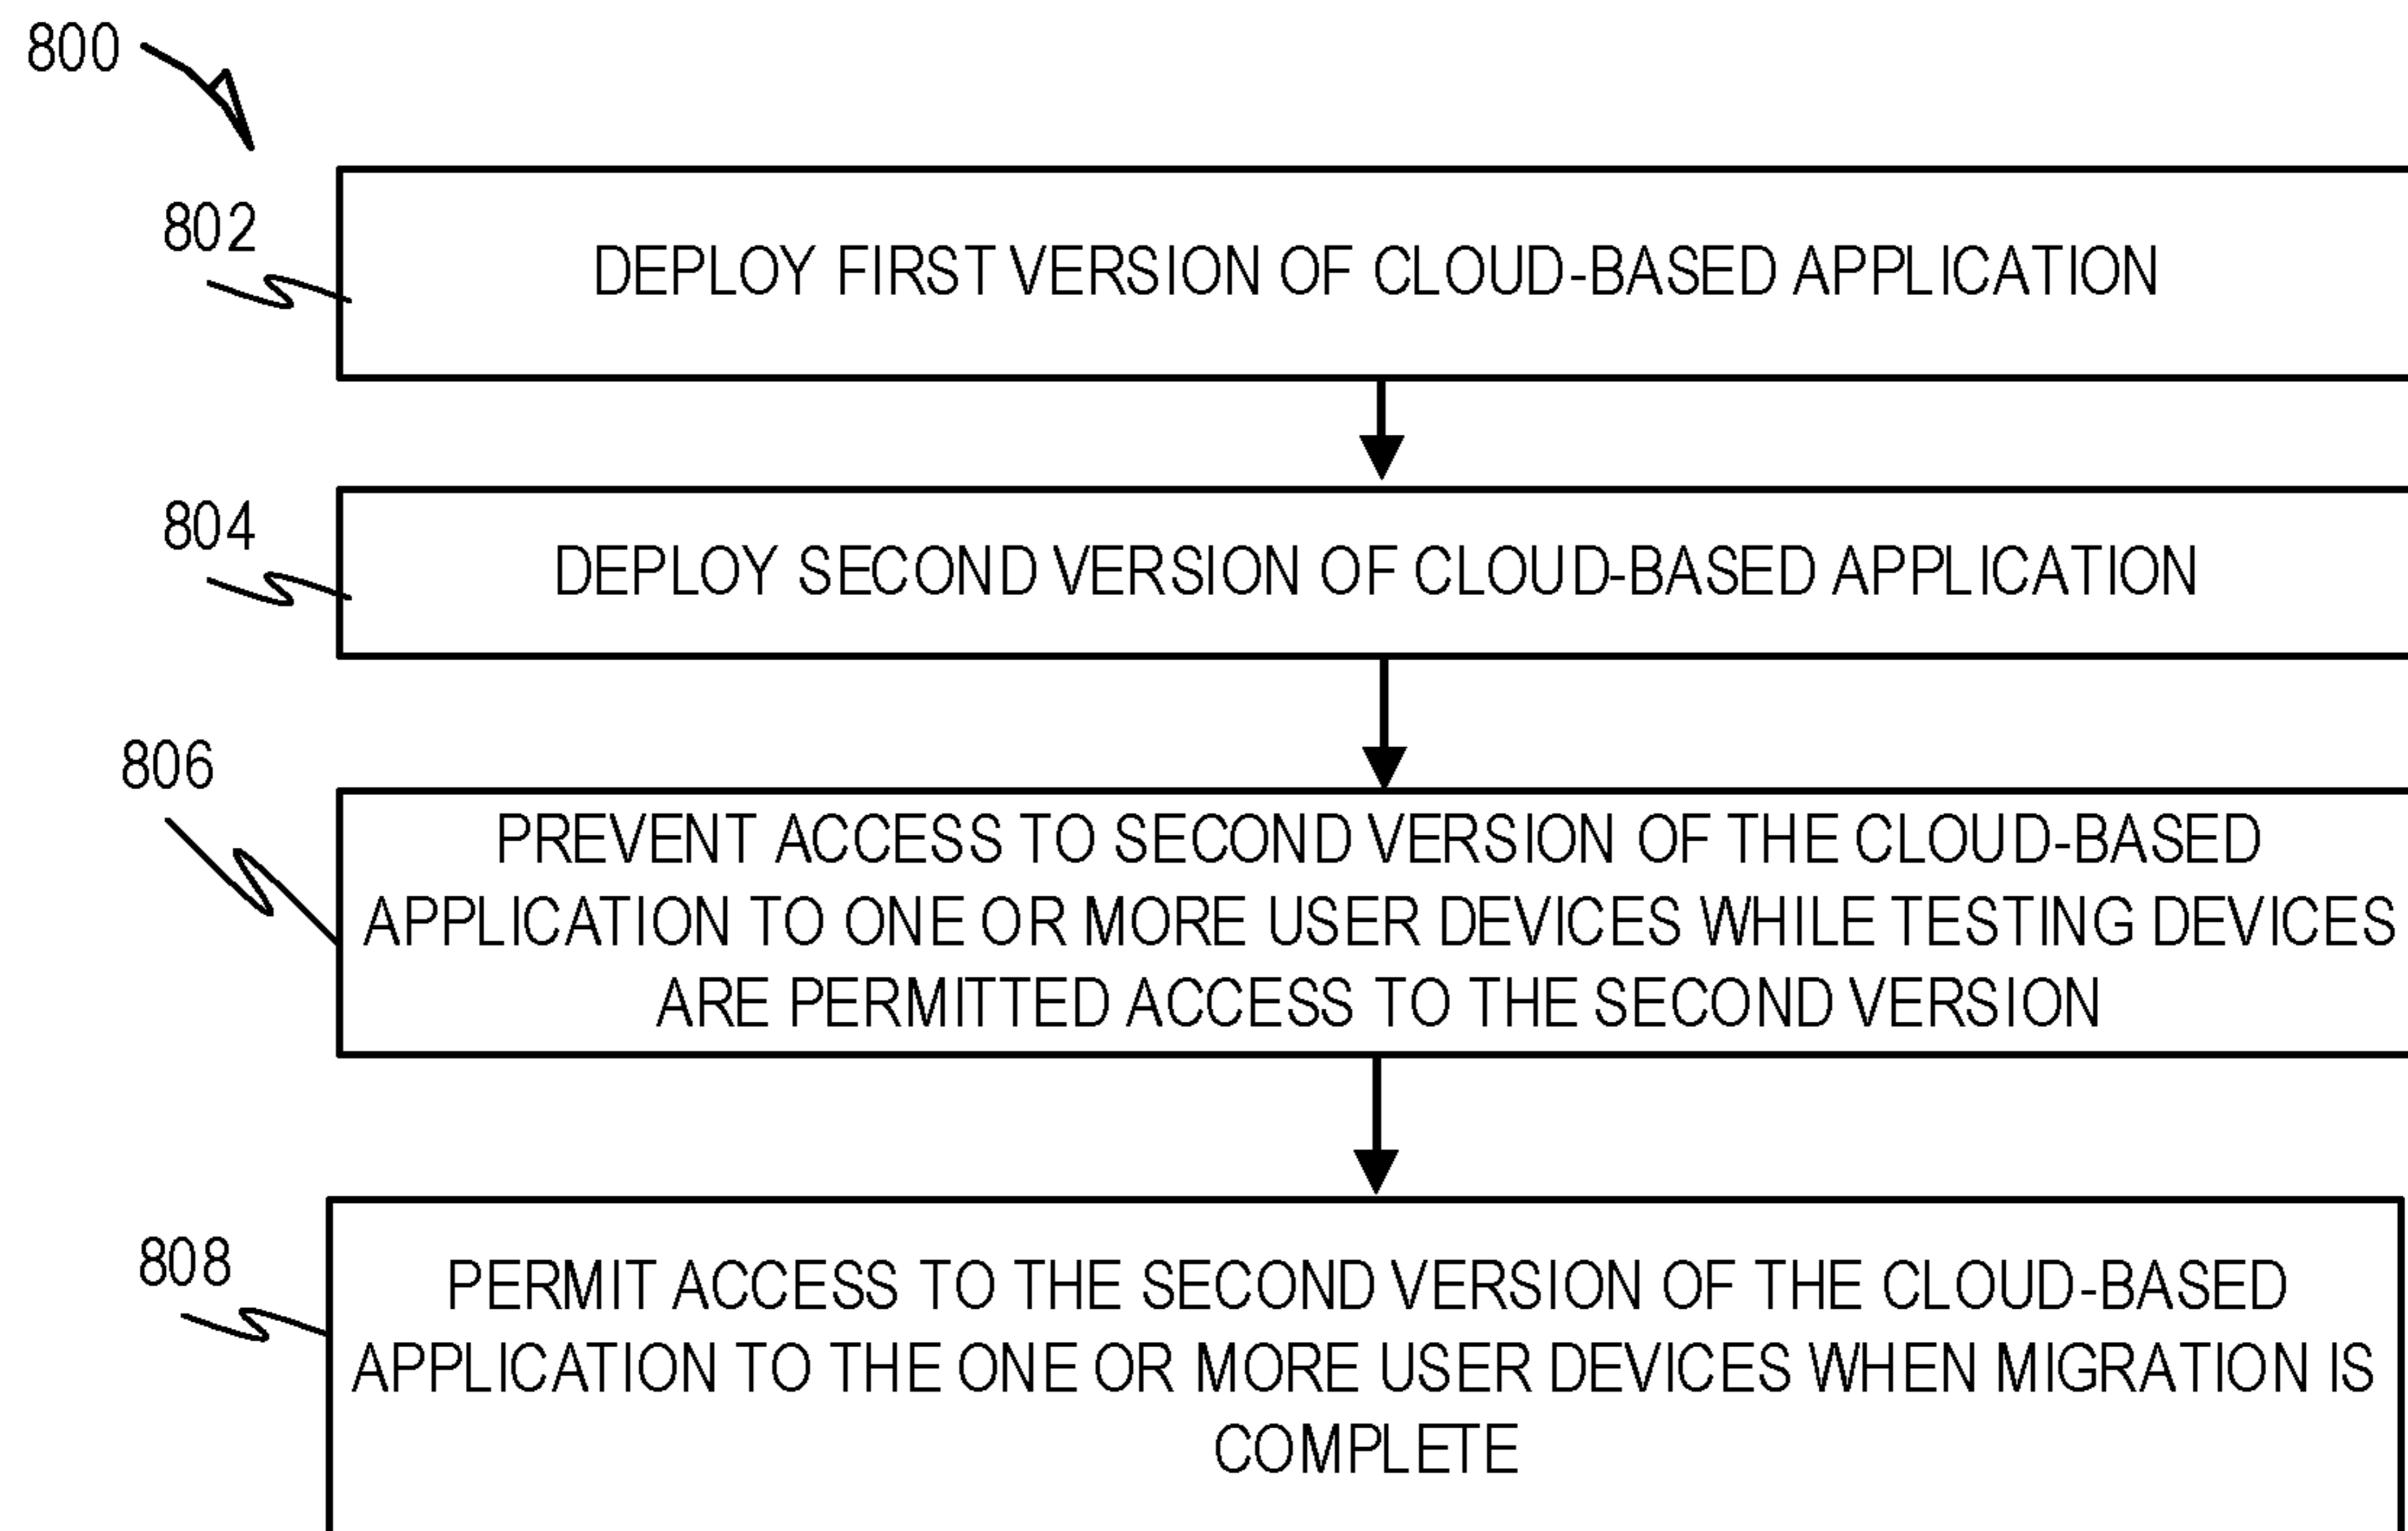 800
802
DEPLOY FIRST VERSION OF CLOUD-BASED APPLICATION
804
DEPLOY SECOND VERSION OF CLOUD-BASED APPLICATION
806
PREVENT ACCESS TO SECOND VERSION OF THE CLOUD-BASED
APPLICATION TO ONE OR MORE USER DEVICES WHILE TESTING DEVICES
ARE PERMITTED ACCESS TO THE SECOND VERSION
808
PERMIT ACCESS TO THE SECOND VERSION OF THE CLOUD-BASED
APPLICATION TO THE ONE OR MORE USER DEVICES WHEN MIGRATION IS
COMPLETE